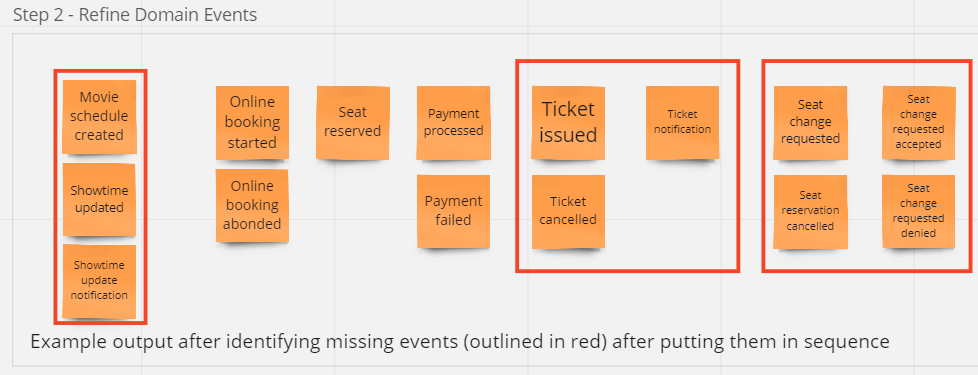 Step 2 - Refine Domain Events
Movie
schedule
created
Showtime
updated
Showtime
update
notification
Online
booking
started
Online
booking
abonded
Seat
reserved
Payment
processed
Payment
failed
Ticket
issued
Ticket
cancelled
Ticket
notification
Seat
change
requested
Seat
reservation
cancelled
Seat
change
requested
accepted
Seat
change
requested
denied
Example output after identifying missing events (outlined in red) after putting them in sequence